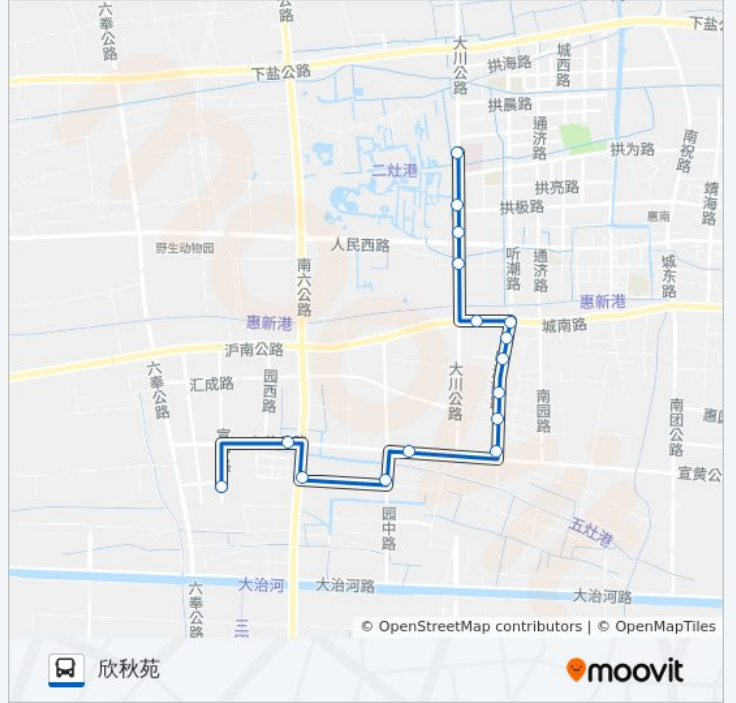 六奉公路
公路
下盐公路
下盐
大川公路
拱海路
城西路
拱晨路
通济路
二灶港
拱为路
南祝路
拱亮路
拱极路
靖海路
惠南
人民西路
野生动物园
南六公路
听潮路
通济路
城东路
惠新港
惠新港
城南路
沪南公路
六奉公路
汇成路
园西路
大川公路
南园路
南团公路
惠
宣
宣黄公
园中路
五灶港
大治河
大治河路
大治河路
六奉公路
三
© OpenStreetMap contributors | © OpenMapTiles
欣秋苑
moovit